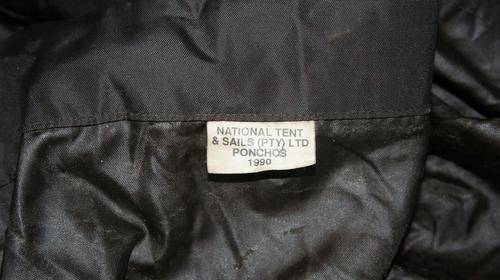 NATIONAL TENT
& SAILS (PTY) LTD
PONCHOS
1990